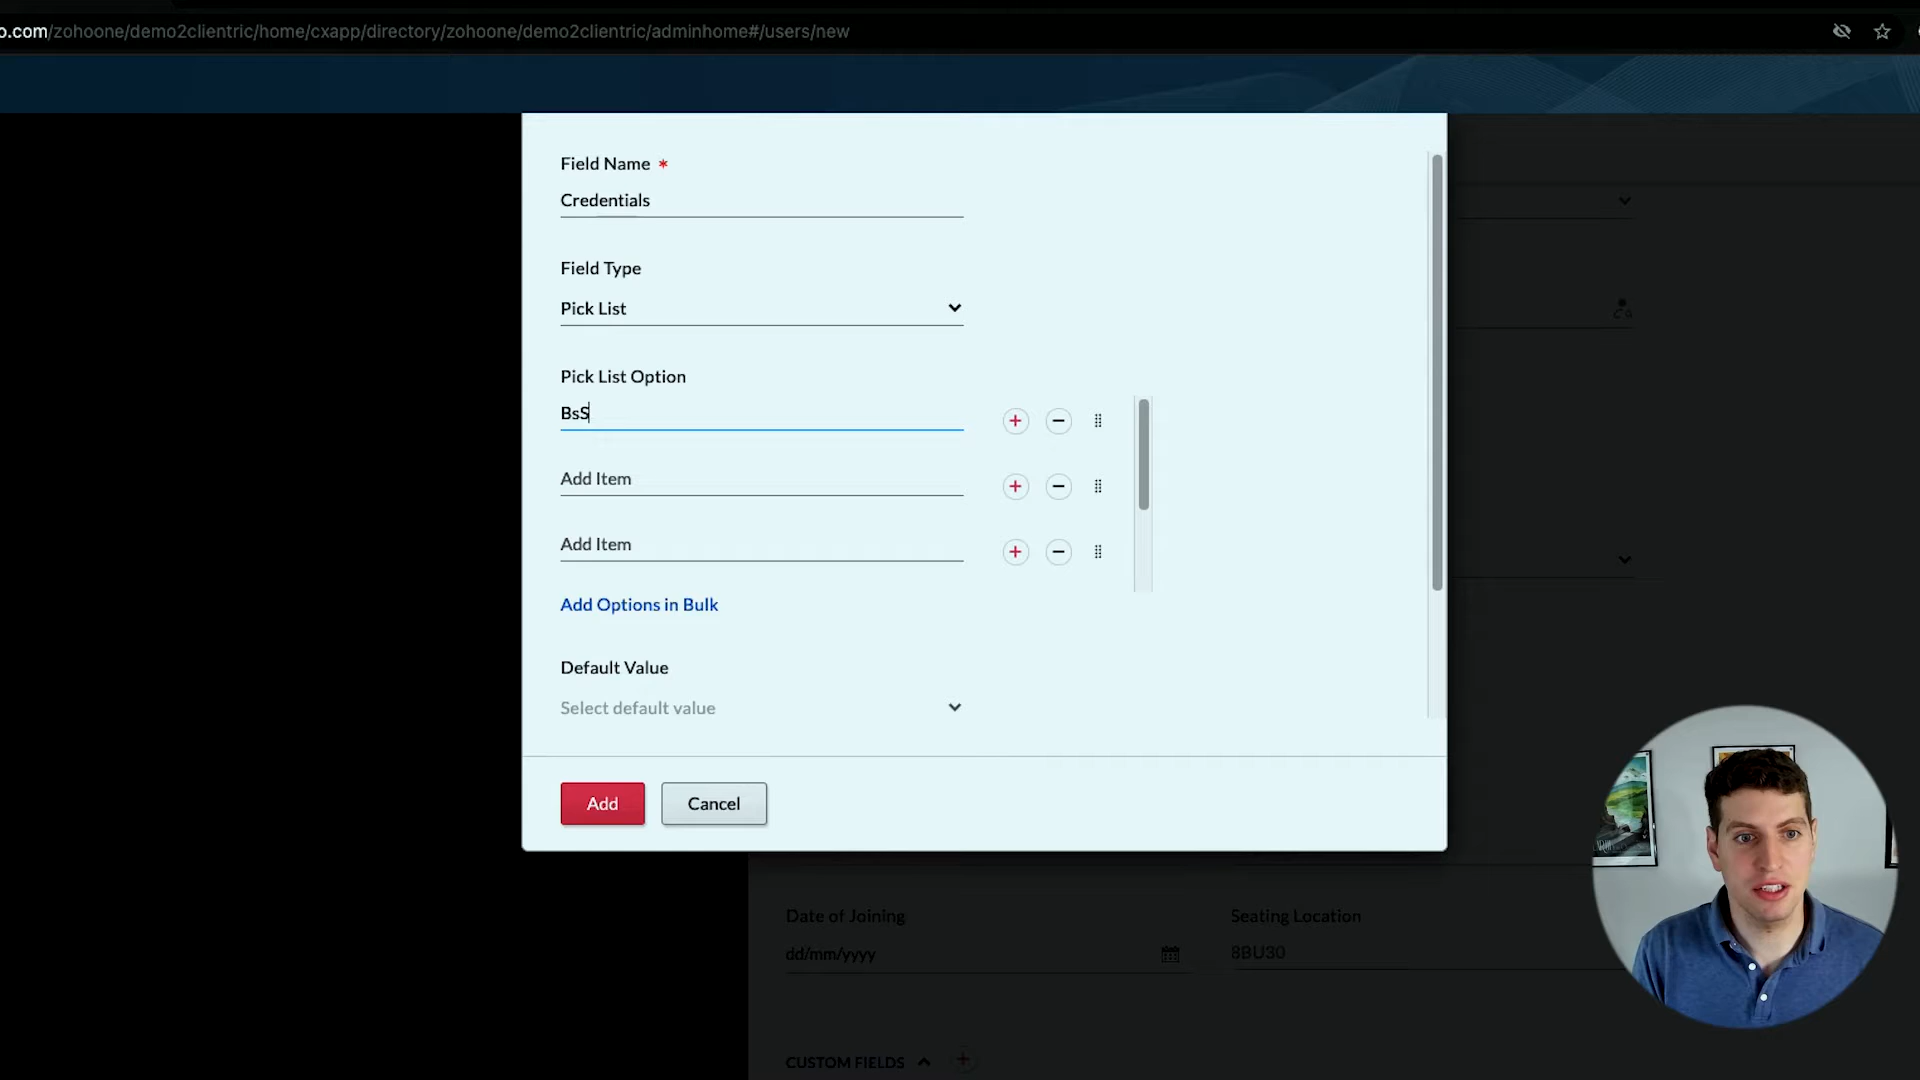 o.com/zohoone/demo2clientric/home/cxapp/directory/zohoone/demo2clientric/adminhome#/users/new
Field Name *
Credentials
Field Type
Pick List
Pick List Option
BsS
Add Item
Add Item
Add Options in Bulk
Default Value
Select default value
Add
Cancel
Date of Joining
Seating Location
dd/mm/yyyy
8BU30
CUSTOM FIELDS